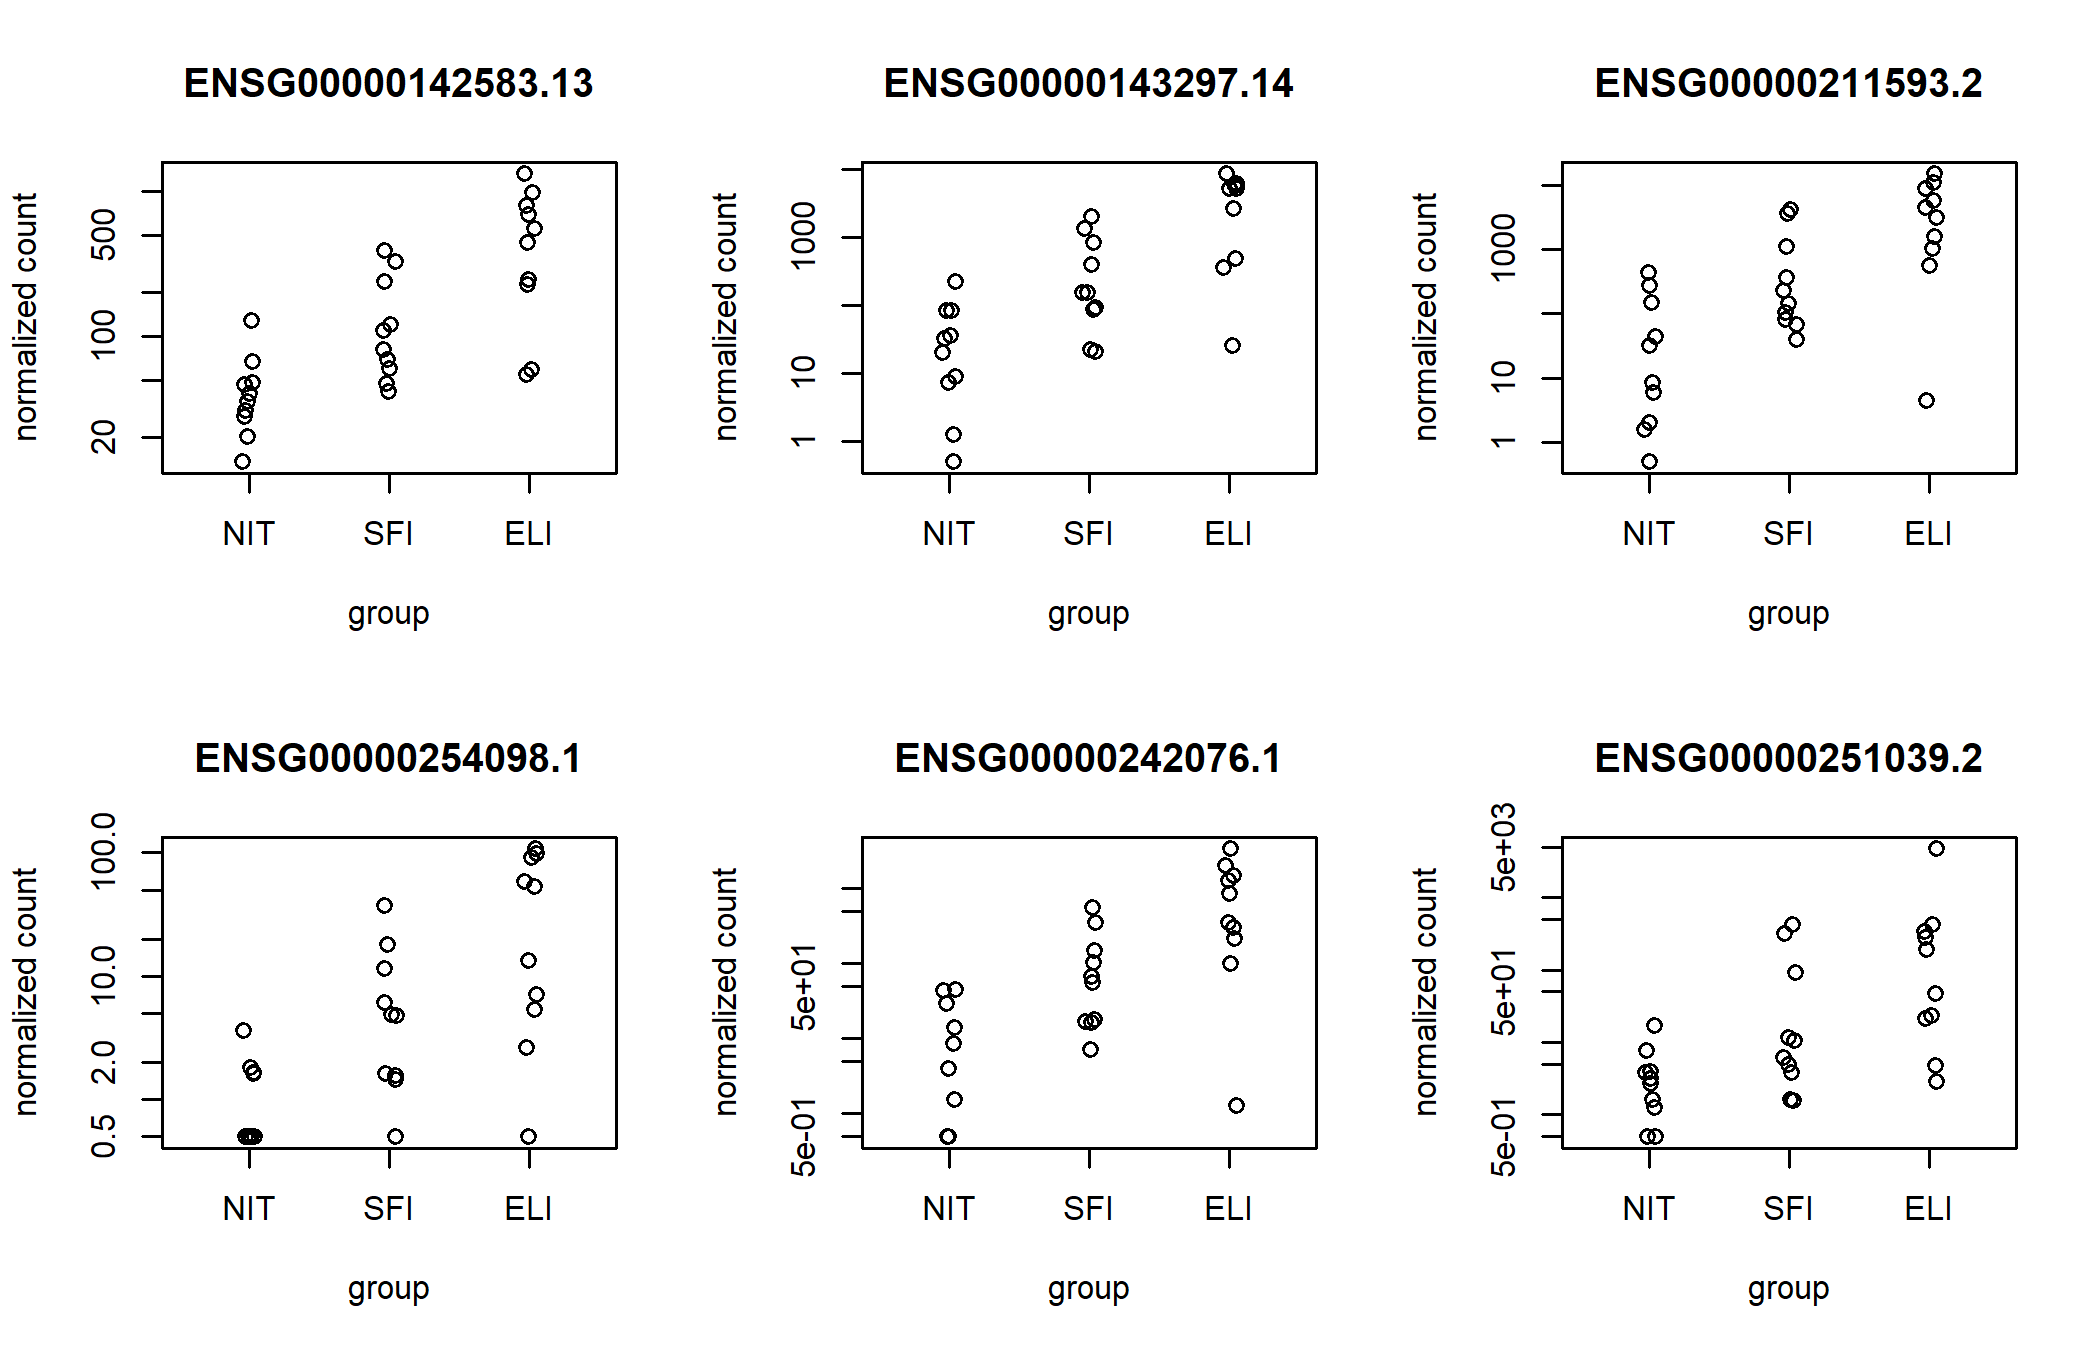 ENSG00000142583.13
normalized count
500
100
20
NIT SFI ELI
group
ENSG00000143297.14
normalized count
1000
10
1
NIT SFI ELI
group
ENSG00000211593.2
normalized count
1000
10
1
NIT SFI ELI
group
ENSG00000254098.1
normalized count
100.0
10.0
2.0
0.5
NIT SFI ELI
group
ENSG00000242076.1
normalized count
5e+01
5e-01
NIT SFI ELI
group
ENSG00000251039.2
normalized count
5e+03
5e+01
5e-01
NIT SFI ELI
group